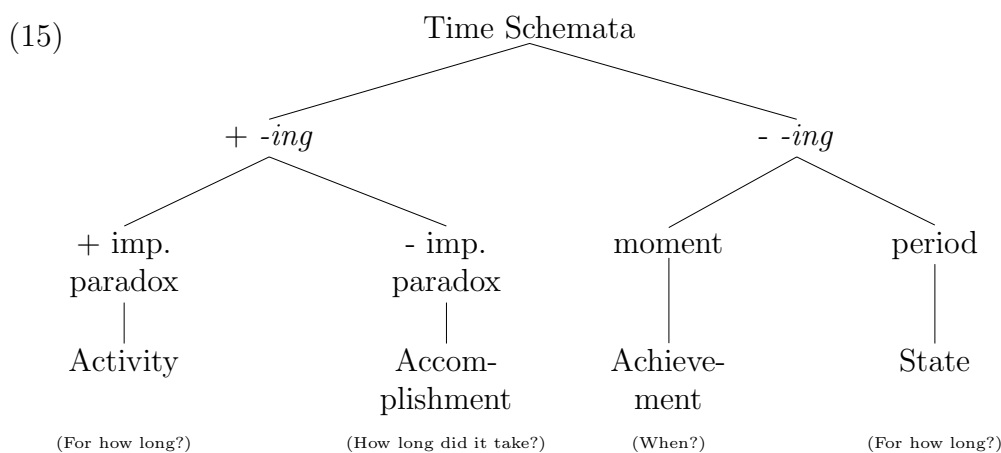 (15)
Time Schemata
+ -ing
- -ing
+ imp.
paradox
- imp.
paradox
moment
period
Activity
Accom-
plishment
Achieve-
ment
State
(For how long?)
(How long did it take?)
(When?)
(For how long?)